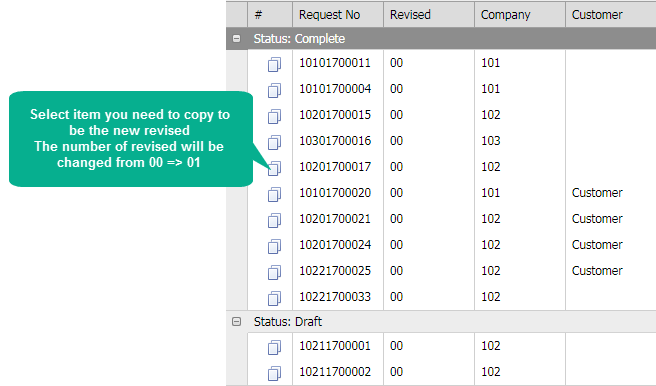 # Request No Revised Company Customer
Status: Complete
10101700011 00 101
10101700004 00 101
10201700015 00 102
10301700016 00 103
10201700017 00 102
10101700020 00 101 Customer
10201700021 00 102 Customer
10201700024 00 102 Customer
10221700025 00 102 Customer
10221700033 00 102
Status: Draft
10211700001 00 102
10211700002 00 102
Select item you need to copy to
be the new revised
The number of revised will be
changed from 00 => 01